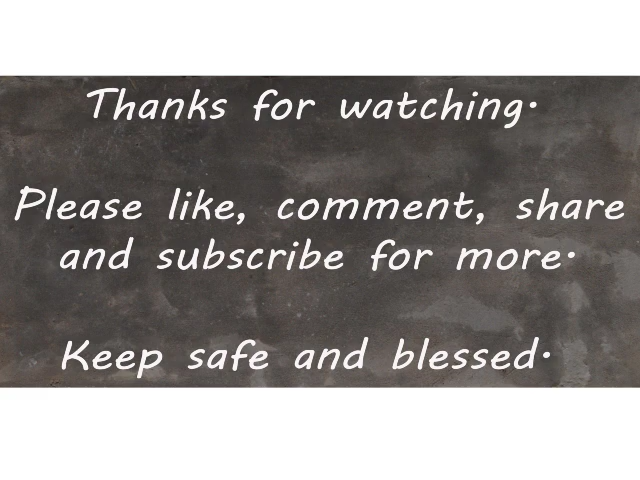 Thanks for watching.
Please like, comment, share
and subscribe for more.
Keep safe and blessed.